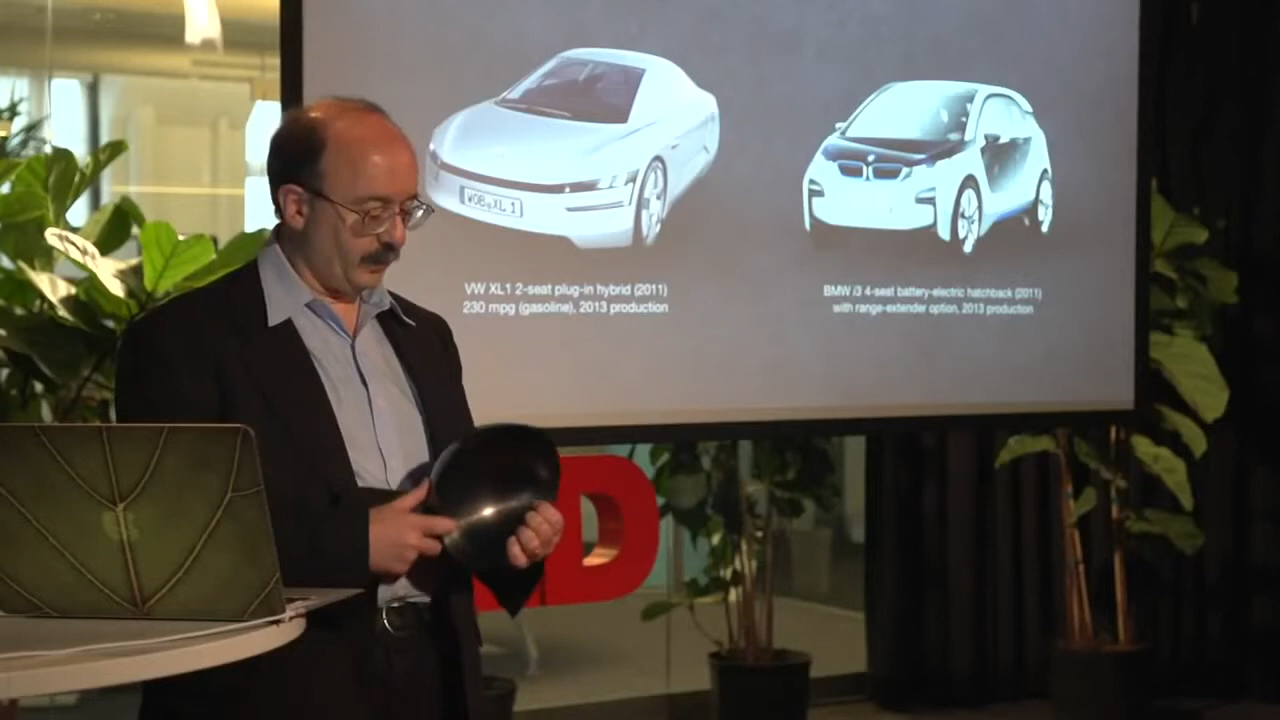 WOB XL 1
VW XL1 2-seat plug-in hybrid (2011)
230 mpg (gasoline), 2013 production
BMW i3 4-seat battery-electric hatchback (2011)
with range-extender option, 2013 production
D